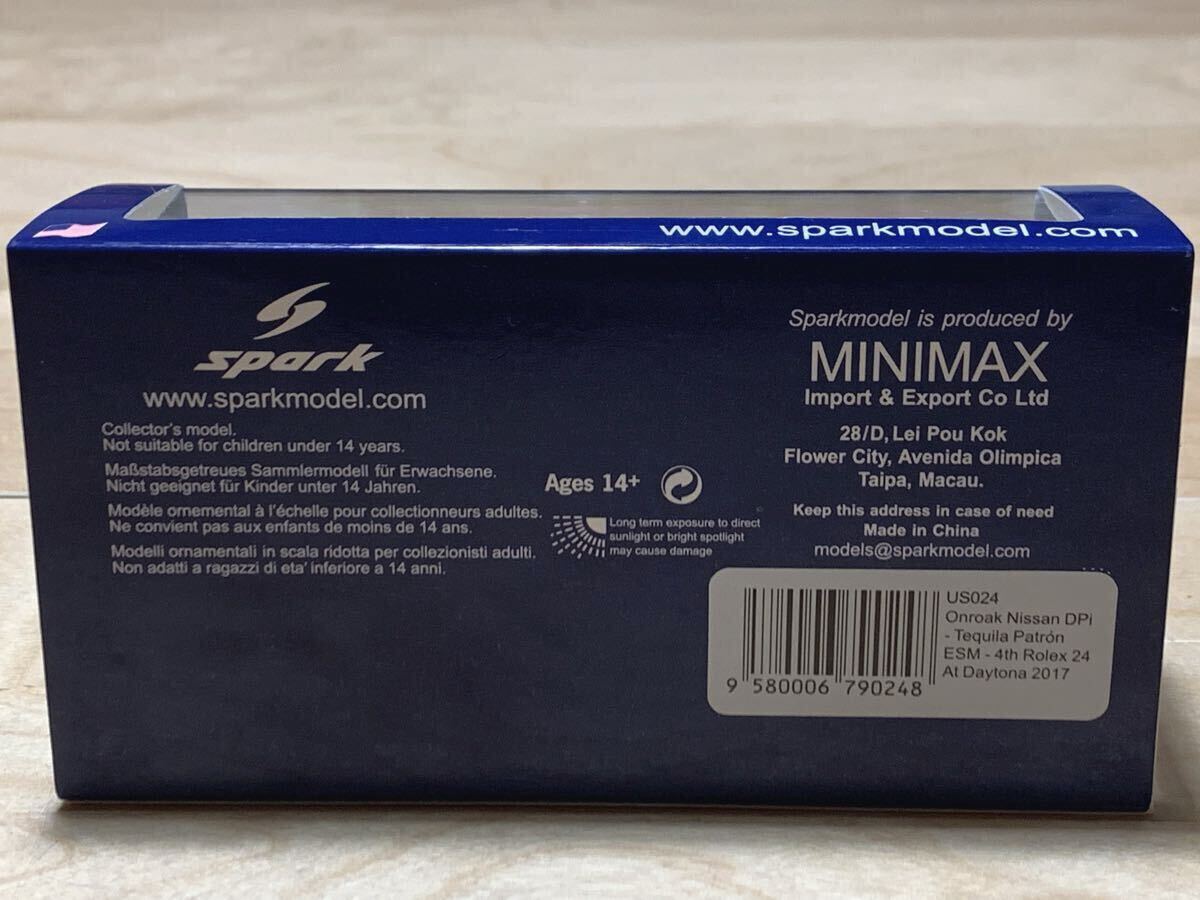 www.sparkmodel.com
spark
www.sparkmodel.com
Collector's model.
Not suitable for children under 14 years.
Maßstabsgetreues Sammlermodell für Erwachsene.
Nicht geeignet für Kinder unter 14 Jahren.
Modèle ornemental à l'échelle pour collectionneurs adultes.
Ne convient pas aux enfants de moins de 14 ans.
Modelli ornamentali in scala ridotta per collezionisti adulti.
Non adatti a ragazzi di eta' inferiore a 14 anni.
Ages 14+
Long term exposure to direct
sunlight or bright spotlight
may cause damage
Sparkmodel is produced by
MINIMAX
Import & Export Co Ltd
28/D, Lei Pou Kok
Flower City, Avenida Olimpica
Taipa, Macau.
Keep this address in case of need
Made in China
models@sparkmodel.com
US024
Onroak Nissan DPi
- Tequila Patrón
ESM - 4th Rolex 24
At Daytona 2017
9 580006 790248